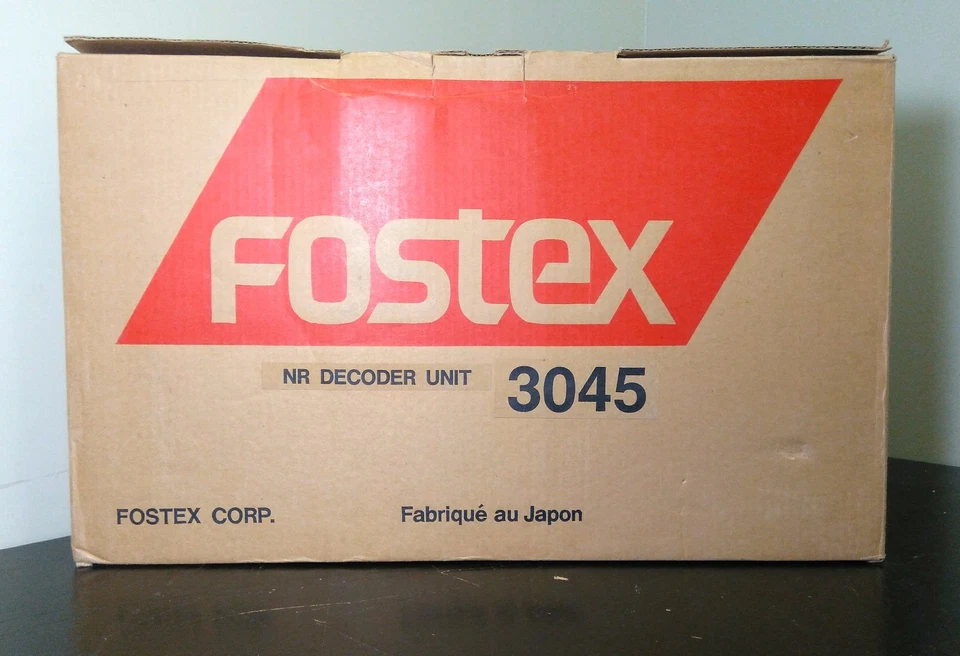 FOSTEX
NR DECODER UNIT 3045
FOSTEX CORP. Fabriqué au Japon